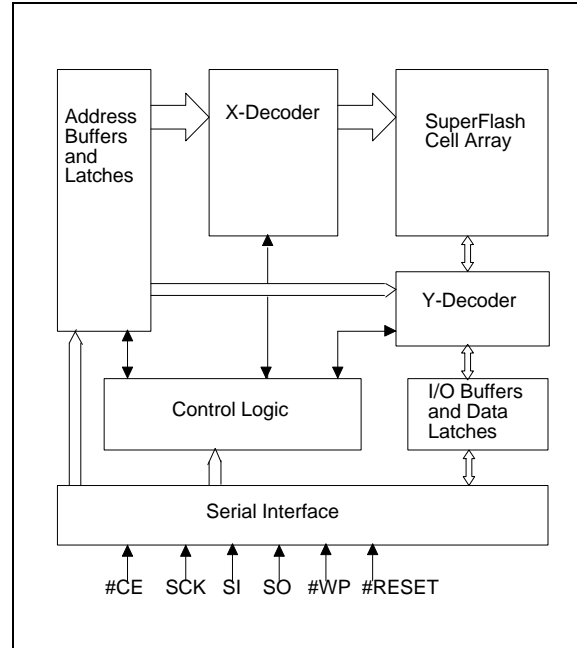 Address
Buffers
and
Latches
X-Decoder
SuperFlash
Cell Array
Y-Decoder
Control Logic
I/O Buffers
and Data
Latches
Serial Interface
#CE SCK SI SO #WP #RESET